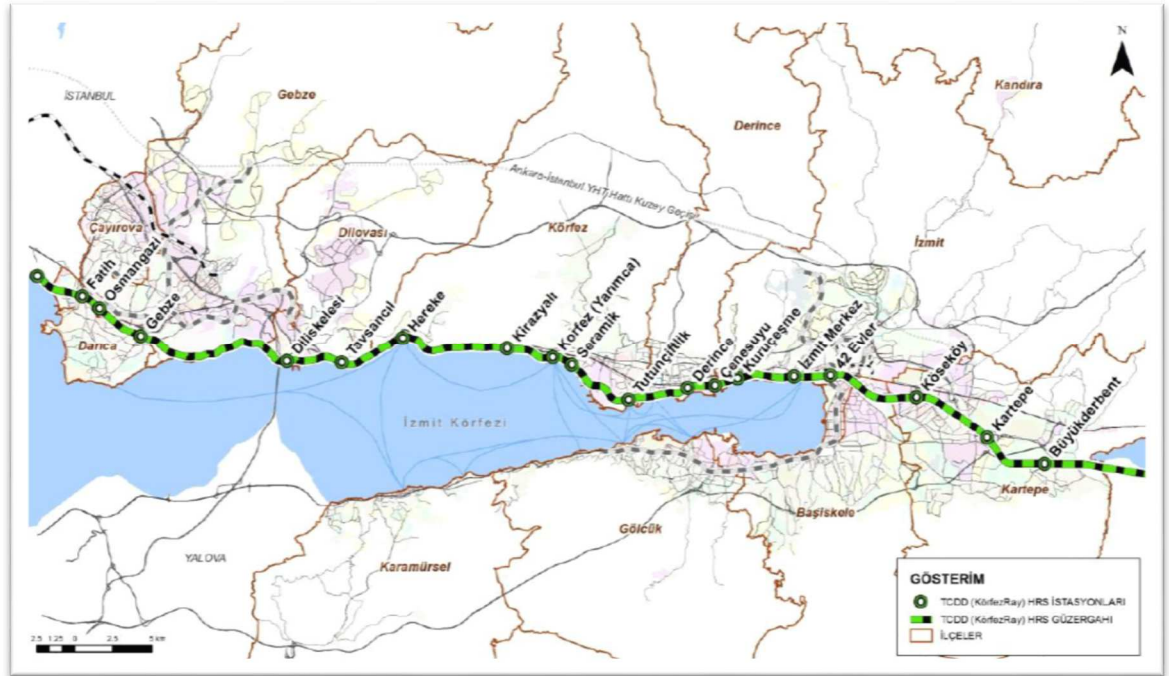 N
Gebze
Kandıra
İSTANBUL
Derince
Ankara-İstanbul YHT Hattı Kuzey Geçişi
Çayırova
Dilovası
Körfez
İzmit
Fatih
Osmangazi
Gebze
Darıca
Diliskelesi
Tavşancıl
Hereke
Kirazyalı
Körfez (Yarımca)
Seramik
Tutunçiftlik
Derince
Çenesuyu
Kuruçeşme
İzmit Merkez
42 Evler
Köseköy
Kartepe
Büyükderbent
İzmit Körfezi
Kartepe
Başiskele
Gölcük
YALOVA
Karamürsel
GÖSTERİM
TCDD (KörfezRay) HRS İSTASYONLARI
TCDD (KörfezRay) HRS GÜZERGAHI
İLÇELER
2.5 1.25 0 2.5 5 km